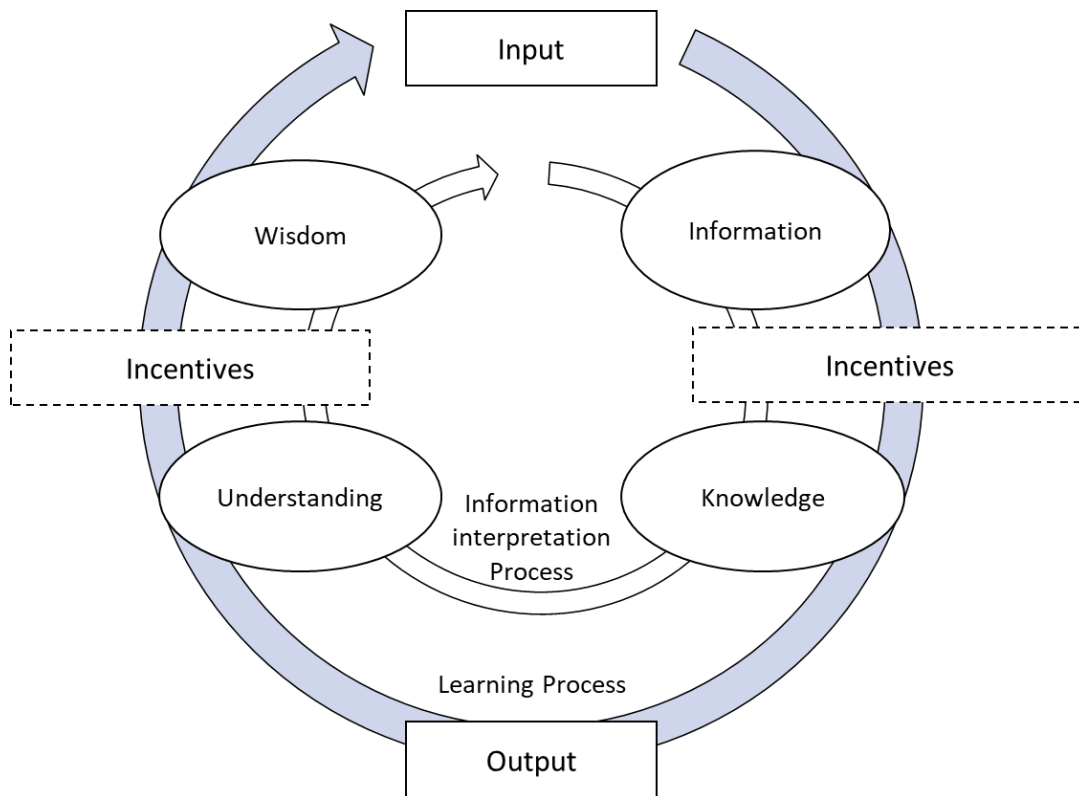 Input
Wisdom
Information
Incentives
Incentives
Understanding
Information
interpretation
Process
Knowledge
Learning Process
Output